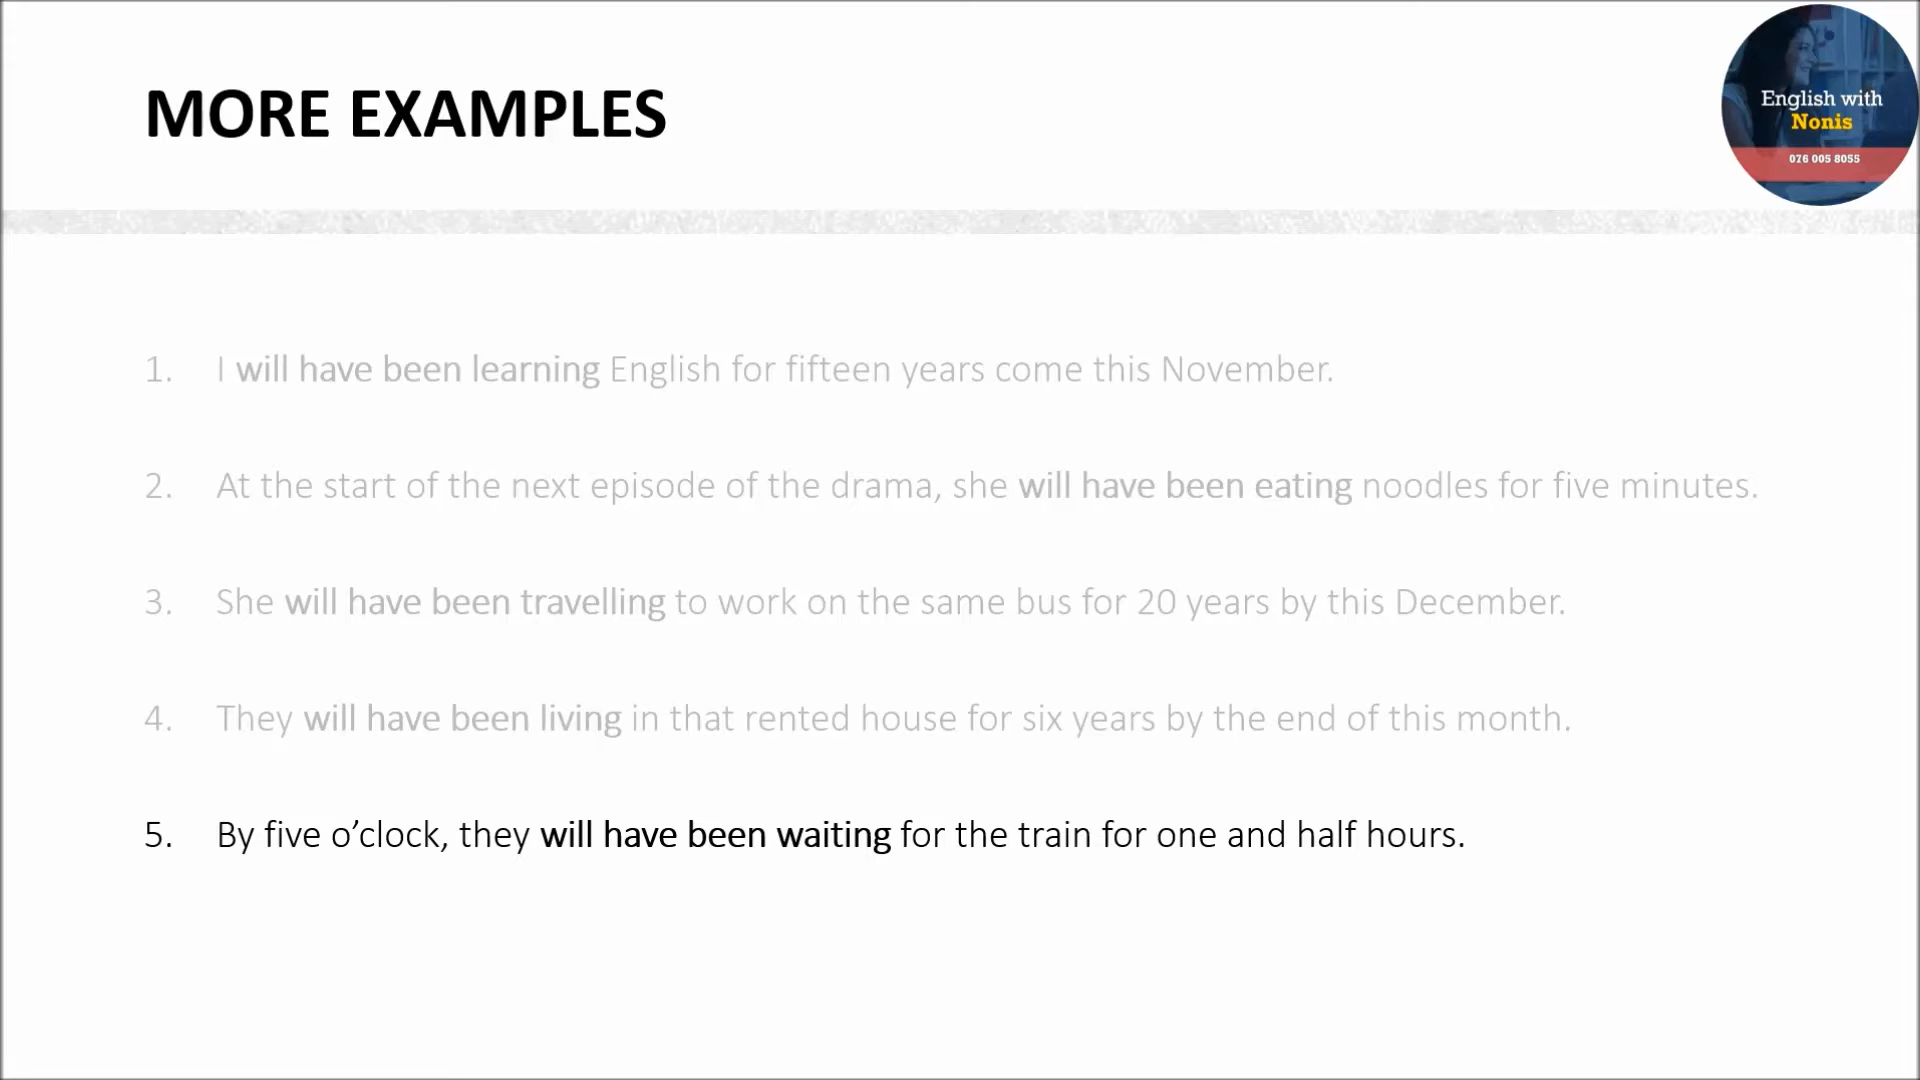 MORE EXAMPLES
English with
Nonis
076 005 8055
1. I will have been learning English for fifteen years come this November.
2. At the start of the next episode of the drama, she will have been eating noodles for five minutes.
3. She will have been travelling to work on the same bus for 20 years by this December.
4. They will have been living in that rented house for six years by the end of this month.
5. By five o’clock, they will have been waiting for the train for one and half hours.